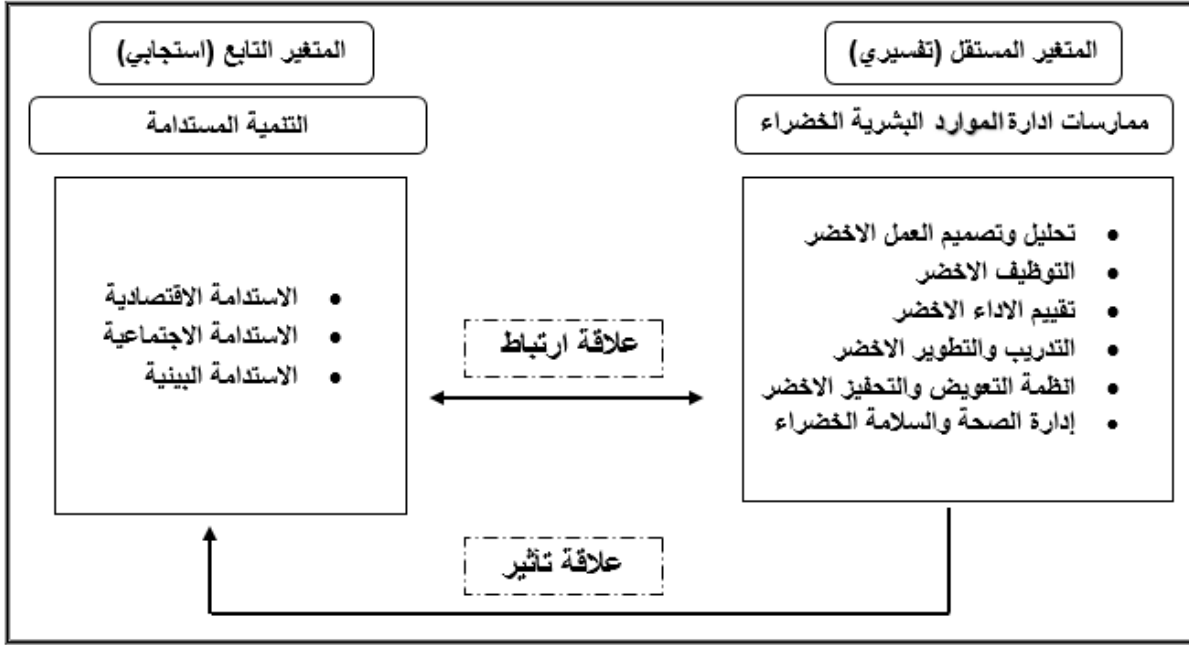 المتغير المستقل (تفسيري)
المتغير التابع (استجابي)
ممارسات ادارة الموارد البشرية الخضراء
التنمية المستدامة
• تحليل وتصميم العمل الاخضر
• التوظيف الاخضر
• تقييم الاداء الاخضر
• التدريب والتطوير الاخضر
• انظمة التعويض والتحفيز الاخضر
• إدارة الصحة والسلامة الخضراء
• الاستدامة الاقتصادية
• الاستدامة الاجتماعية
• الاستدامة البيئية
علاقة ارتباط
علاقة تأثير